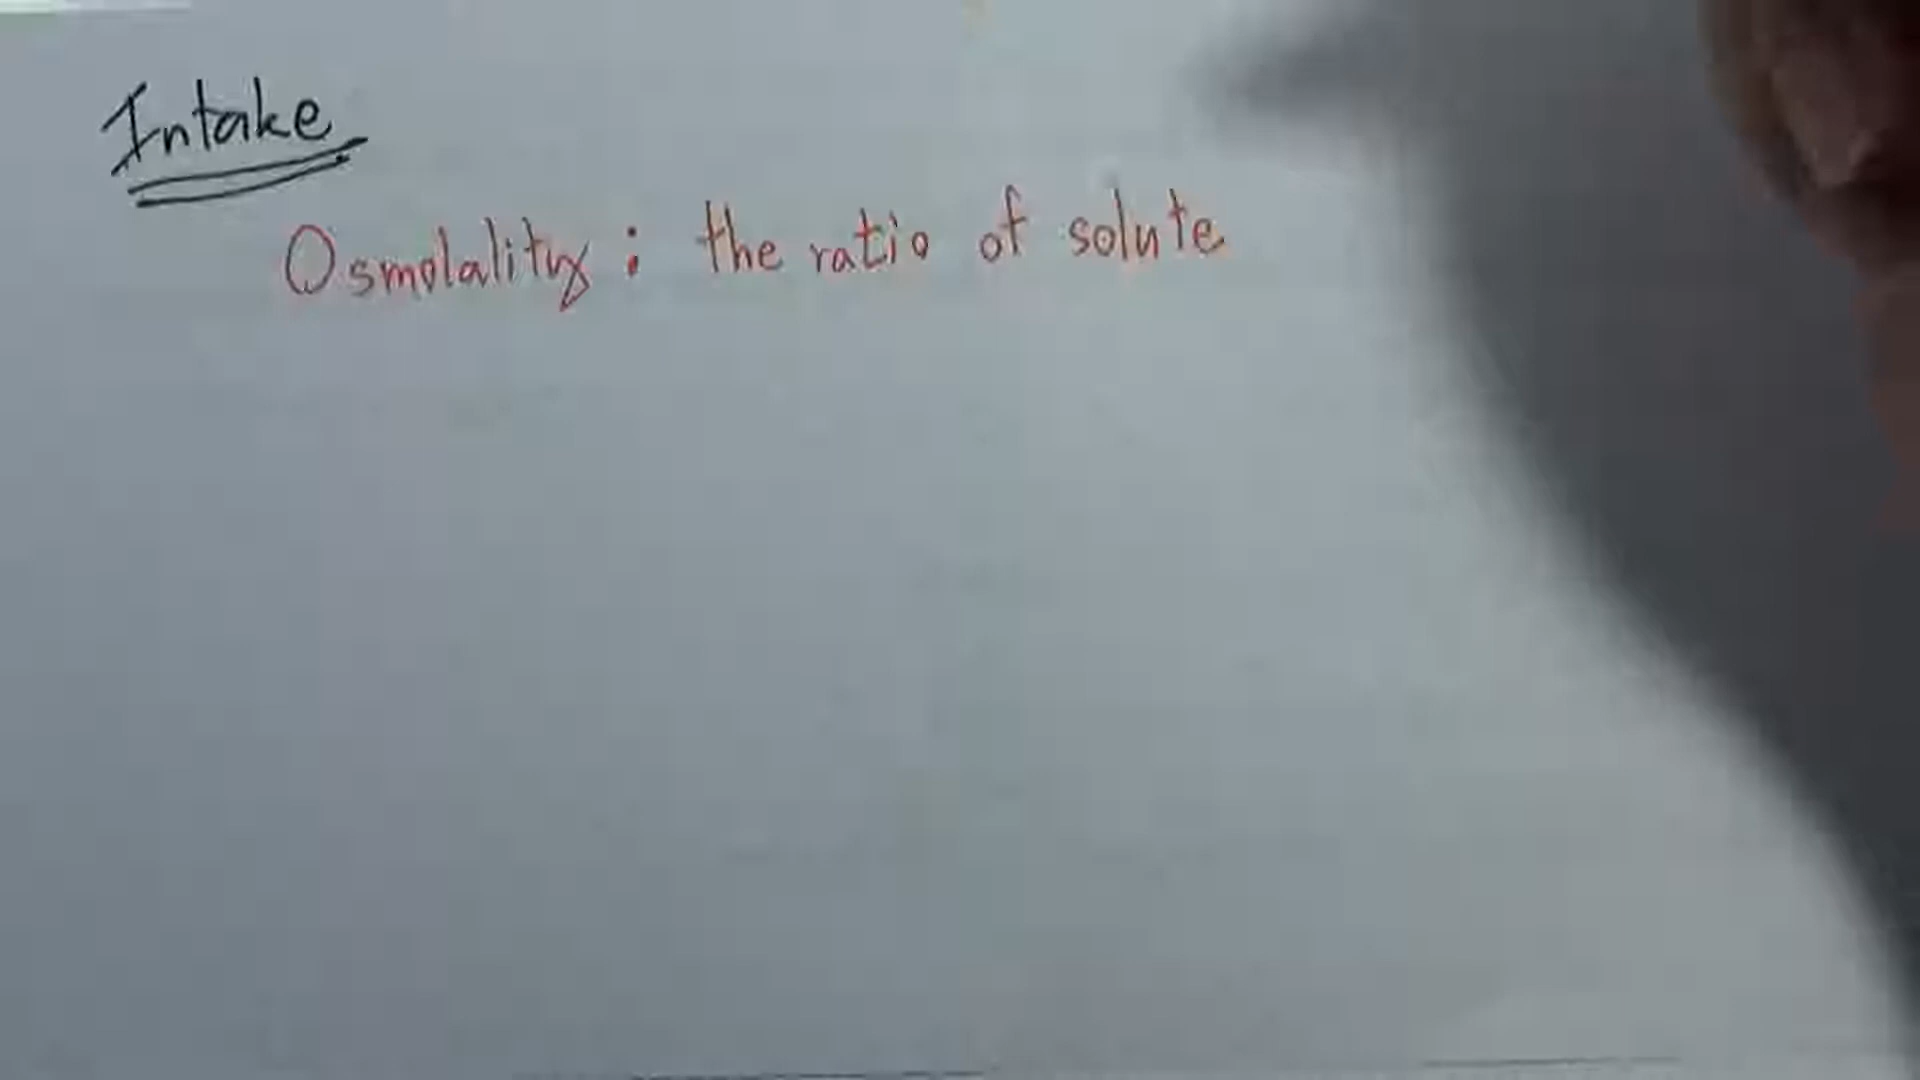 Intake
Osmolality : the ratio of solute